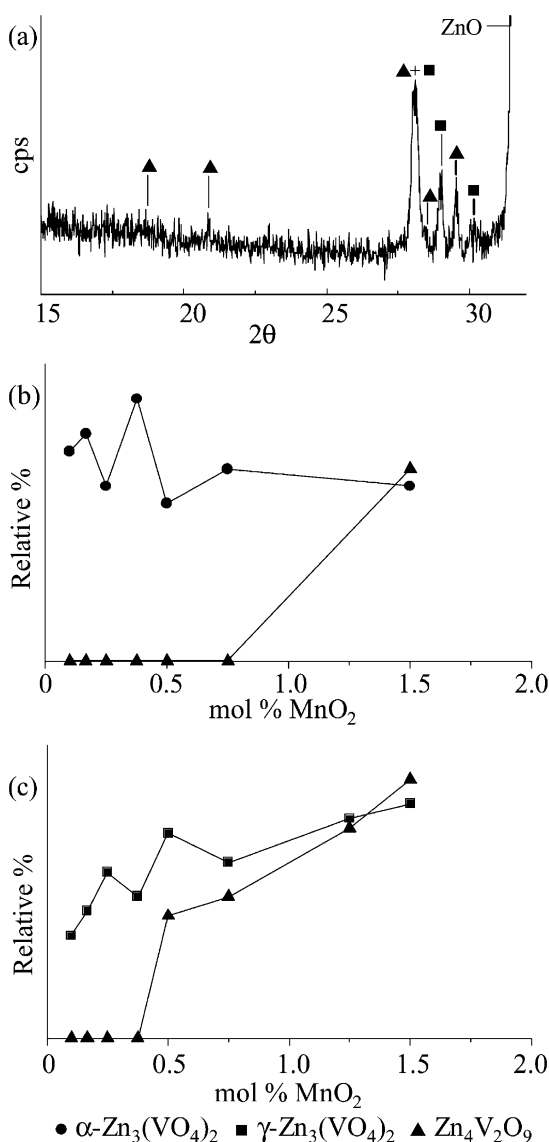 (a)
ZnO
▲ + ■
cps
15 20 25 30
2θ
(b)
Relative %
0 0.5 1.0 1.5 2.0
mol % MnO₂
(c)
Relative %
0 0.5 1.0 1.5 2.0
mol % MnO₂
● α-Zn₃(VO₄)₂ ■ γ-Zn₃(VO₄)₂ ▲ Zn₄V₂O₉